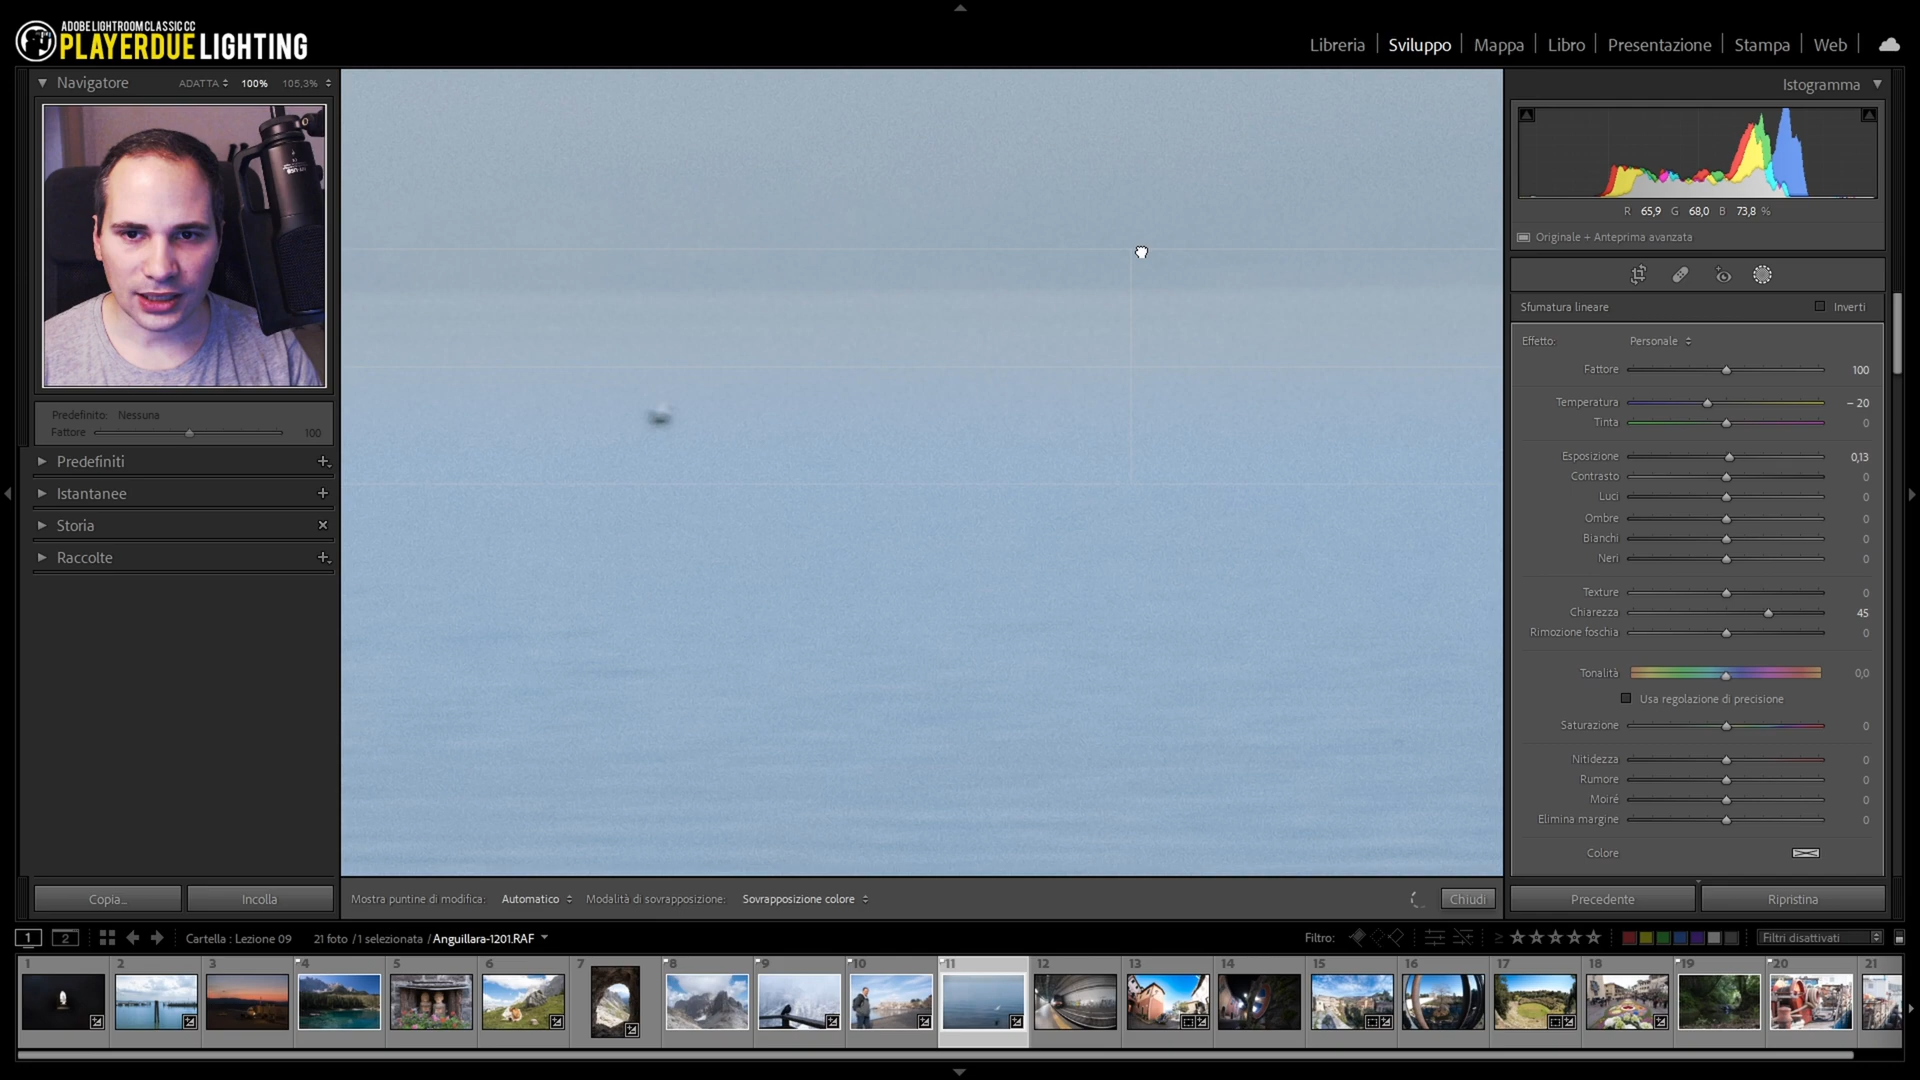 ADOBE LIGHTROOM CLASSIC CC
PLAYERDUE LIGHTING
Libreria
Sviluppo
Mappa
Libro
Presentazione
Stampa
Web
Navigatore
ADATTA
100%
105,3%
Istogramma
R 65,9 G 68,0 B 73,8 %
Originale + Anteprima avanzata
Sfumatura lineare
Inverti
Effetto: Personale
Fattore 100
Temperatura – 20
Tinta 0
Esposizione 0,13
Contrasto 0
Luci 0
Ombre 0
Bianchi 0
Neri 0
Texture 0
Chiarezza 45
Rimozione foschia 0
Tonalità 0,0
Usa regolazione di precisione
Saturazione 0
Nitidezza 0
Rumore 0
Moiré 0
Elimina margine 0
Colore
Predefinito: Nessuna
Fattore 100
Predefiniti
Istantanee
Storia
Raccolte
Copia...
Incolla
Mostra puntine di modifica: Automatico
Modalità di sovrapposizione: Sovrapposizione colore
Chiudi
Precedente
Ripristina
1
2
Cartella : Lezione 09
21 foto / 1 selezionata / Anguillara-1201.RAF
Filtro:
Filtri disattivati
1 2 3 4 5 6 7 8 9 10 11 12 13 14 15 16 17 18 19 20 21